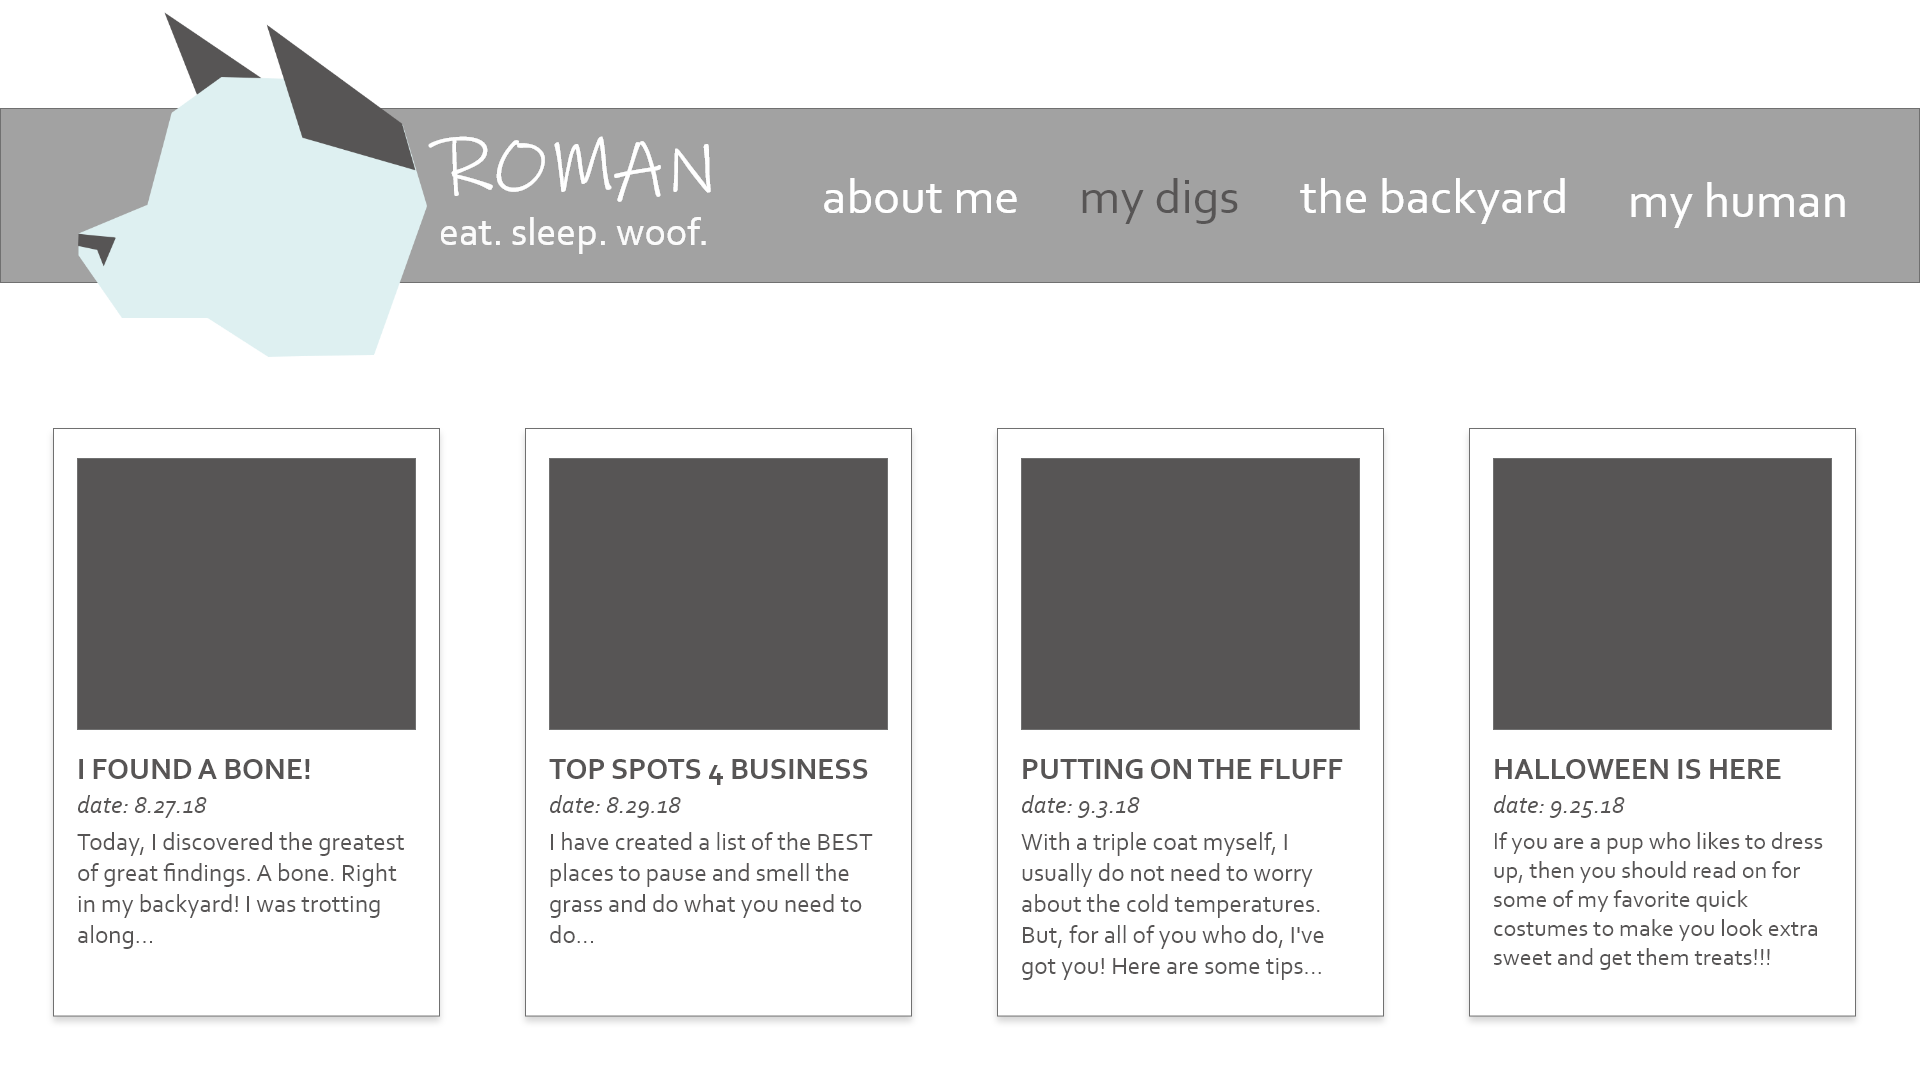 ROMAN
eat. sleep. woof.
about me
my digs
the backyard
my human
I FOUND A BONE!
date: 8.27.18
Today, I discovered the greatest
of great findings. A bone. Right
in my backyard! I was trotting
along...
TOP SPOTS 4 BUSINESS
date: 8.29.18
I have created a list of the BEST
places to pause and smell the
grass and do what you need to
do...
PUTTING ON THE FLUFF
date: 9.3.18
With a triple coat myself, I
usually do not need to worry
about the cold temperatures.
But, for all of you who do, I've
got you! Here are some tips...
HALLOWEEN IS HERE
date: 9.25.18
If you are a pup who likes to dress
up, then you should read on for
some of my favorite quick
costumes to make you look extra
sweet and get them treats!!!